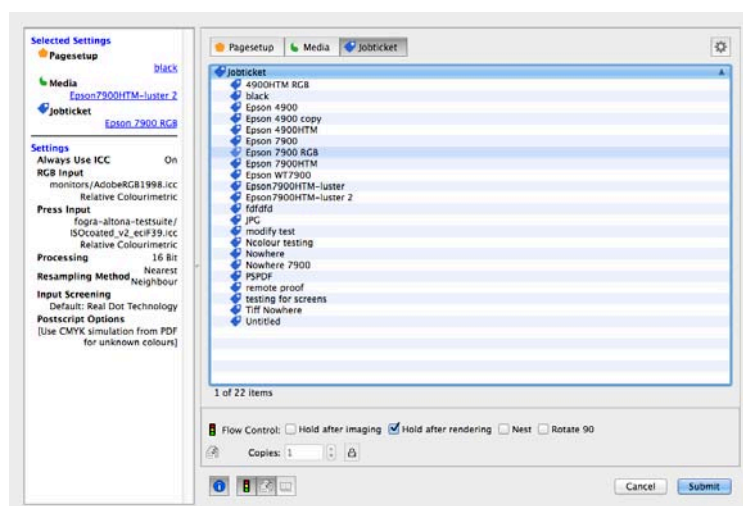 Selected Settings
Pagesetup
black
Media
Epson7900HTM-luster 2
Jobticket
Epson 7900 RGB
Settings
Always Use ICC On
RGB Input
monitors/AdobeRGB1998.icc
Relative Colourimetric
Press Input
fogra-altona-testsuite/
ISOcoated_v2_eciF39.icc
Relative Colourimetric
Processing 16 Bit
Resampling Method Nearest
Neighbour
Input Screening
Default: Real Dot Technology
Postscript Options
[Use CMYK simulation from PDF
for unknown colours]
Pagesetup Media Jobticket
Jobticket
4900HTM RGB
black
Epson 4900
Epson 4900 copy
Epson 4900HTM
Epson 7900
Epson 7900 RGB
Epson 7900HTM
Epson WT7900
Epson7900HTM-luster
Epson7900HTM-luster 2
fdfdfd
JPG
modify test
Ncolour testing
Nowhere
Nowhere 7900
PSPDF
remote proof
testing for screens
Tiff Nowhere
Untitled
1 of 22 items
Flow Control: Hold after imaging Hold after rendering Nest Rotate 90
Copies: 1
Cancel Submit